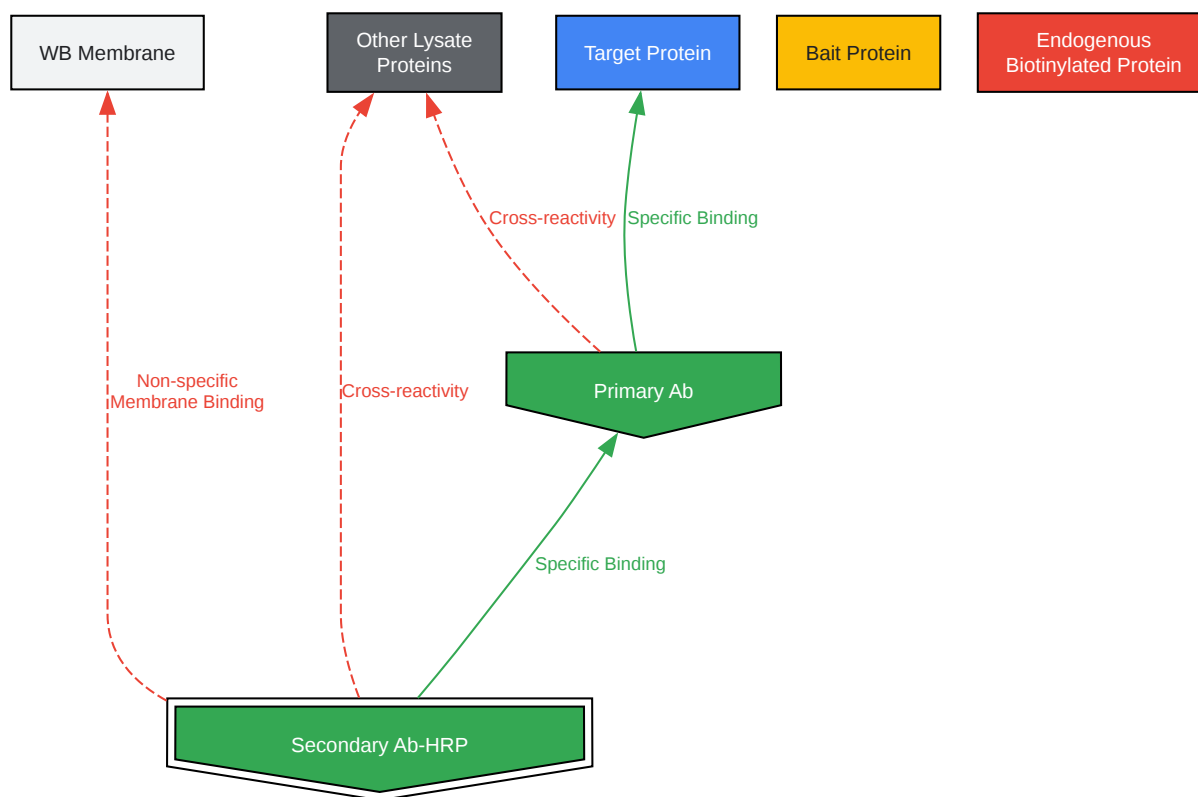 WB Membrane
Other Lysate
Proteins
Target Protein
Bait Protein
Endogenous
Biotinylated Protein
Cross-reactivity
Specific Binding
Non-specific
Membrane Binding
Cross-reactivity
Primary Ab
Specific Binding
Secondary Ab-HRP